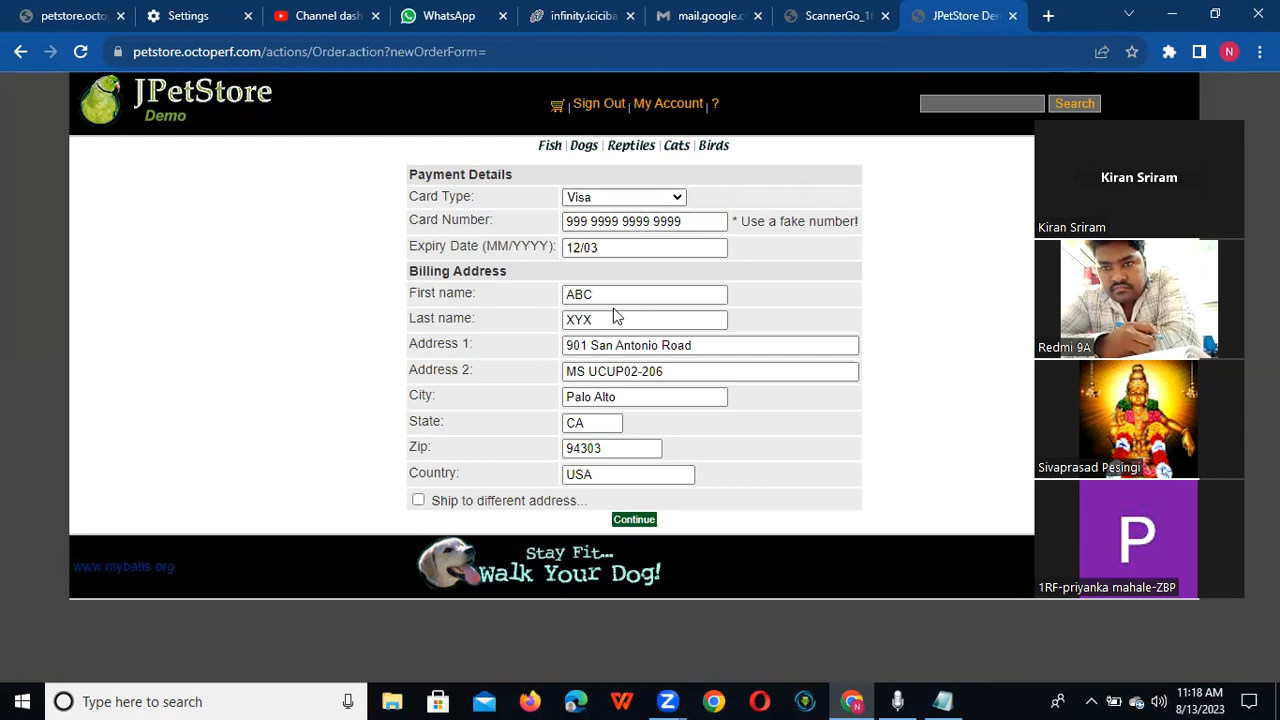 petstore.octo
Settings
Channel dash
WhatsApp
infinity.iciciba
mail.google.c
ScannerGo_1
JPetStore De
petstore.octoperf.com/actions/Order.action?newOrderForm=
N
JPetStore
Demo
Sign Out | My Account | ?
Search
Fish | Dogs | Reptiles | Cats | Birds
Payment Details
Card Type: Visa
Card Number: 999 9999 9999 9999 * Use a fake number!
Expiry Date (MM/YYYY): 12/03
Billing Address
First name: ABC
Last name: XYX
Address 1: 901 San Antonio Road
Address 2: MS UCUP02-206
City: Palo Alto
State: CA
Zip: 94303
Country: USA
Ship to different address...
Continue
www.mybatis.org
Stay Fit...
Walk Your Dog!
Kiran Sriram
Kiran Sriram
Redmi 9A
Sivaprasad Pesingi
P
1RF-priyanka mahale-ZBP
Type here to search
11:18 AM
8/13/2023